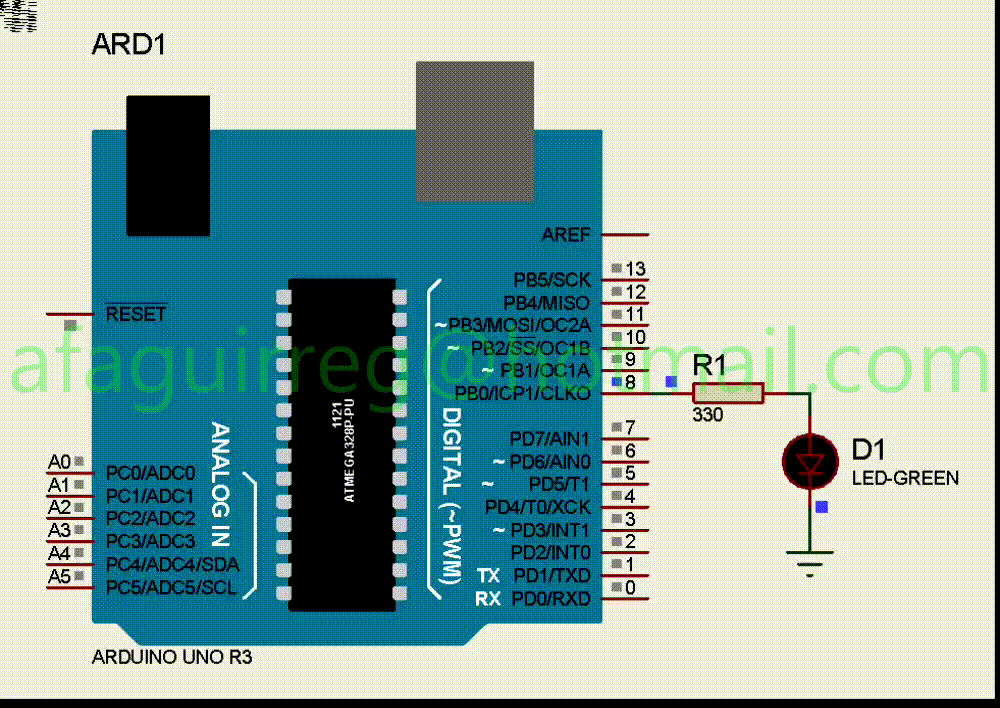 ARD1
AREF
PB5/SCK 13
PB4/MISO 12
~PB3/MOSI/OC2A 11
~ PB2/SS/OC1B 10
~ PB1/OC1A 9
PB0/ICP1/CLKO 8
RESET
afaguirreg@hotmail.com
R1
330
1121
ATMEGA328P-PU
DIGITAL (~PWM)
ANALOG IN
PD7/AIN1 7
~ PD6/AIN0 6
~ PD5/T1 5
PD4/T0/XCK 4
~ PD3/INT1 3
PD2/INT0 2
TX PD1/TXD 1
RX PD0/RXD 0
D1
LED-GREEN
A0 PC0/ADC0
A1 PC1/ADC1
A2 PC2/ADC2
A3 PC3/ADC3
A4 PC4/ADC4/SDA
A5 PC5/ADC5/SCL
ARDUINO UNO R3